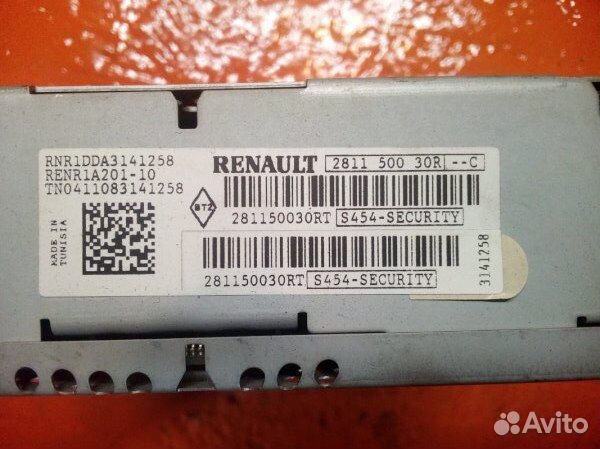 RNR1DDA3141258
RENR1A201-10
TN0411083141258
RENAULT 2811 500 30R --C
BTZ
281150030RT S454-SECURITY
MADE IN
TUNISIA
281150030RT S454-SECURITY
3141258
Avito